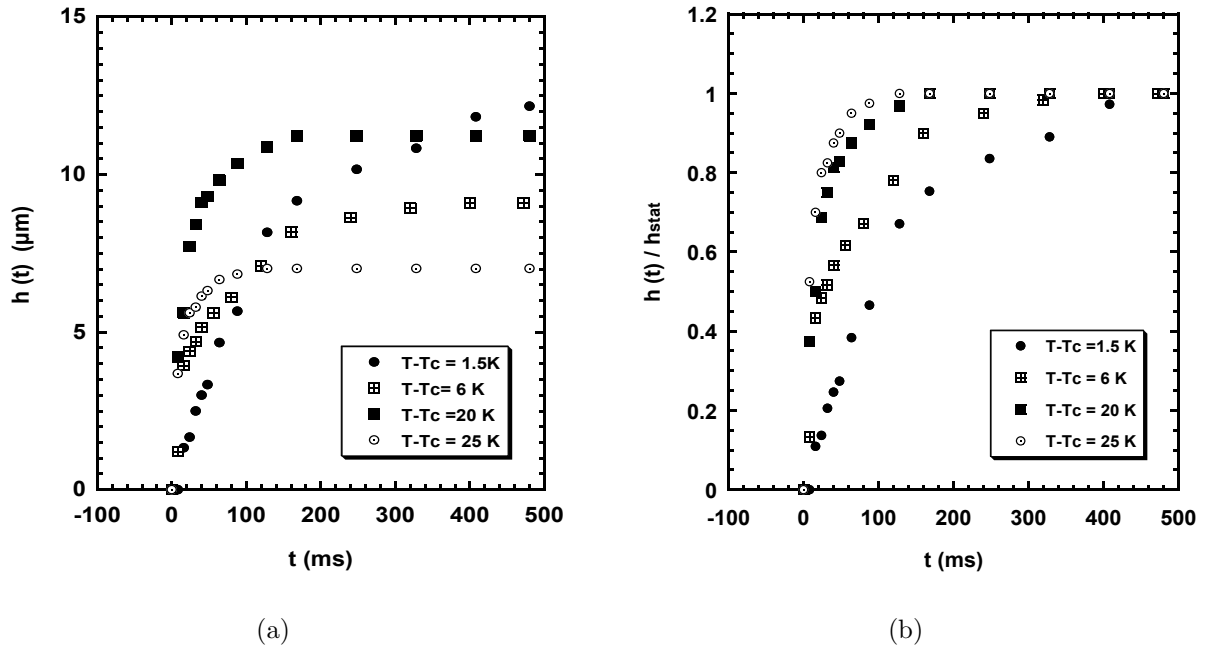 15
10
5
0
h (t) (µm)
-100 0 100 200 300 400 500
t (ms)
T-Tc = 1.5K
T-Tc= 6 K
T-Tc =20 K
T-Tc = 25 K
(a)
1.2
1
0.8
0.6
0.4
0.2
0
h (t) / hstat
-100 0 100 200 300 400 500
t (ms)
T-Tc =1.5 K
T-Tc = 6 K
T-Tc = 20 K
T-Tc = 25 K
(b)